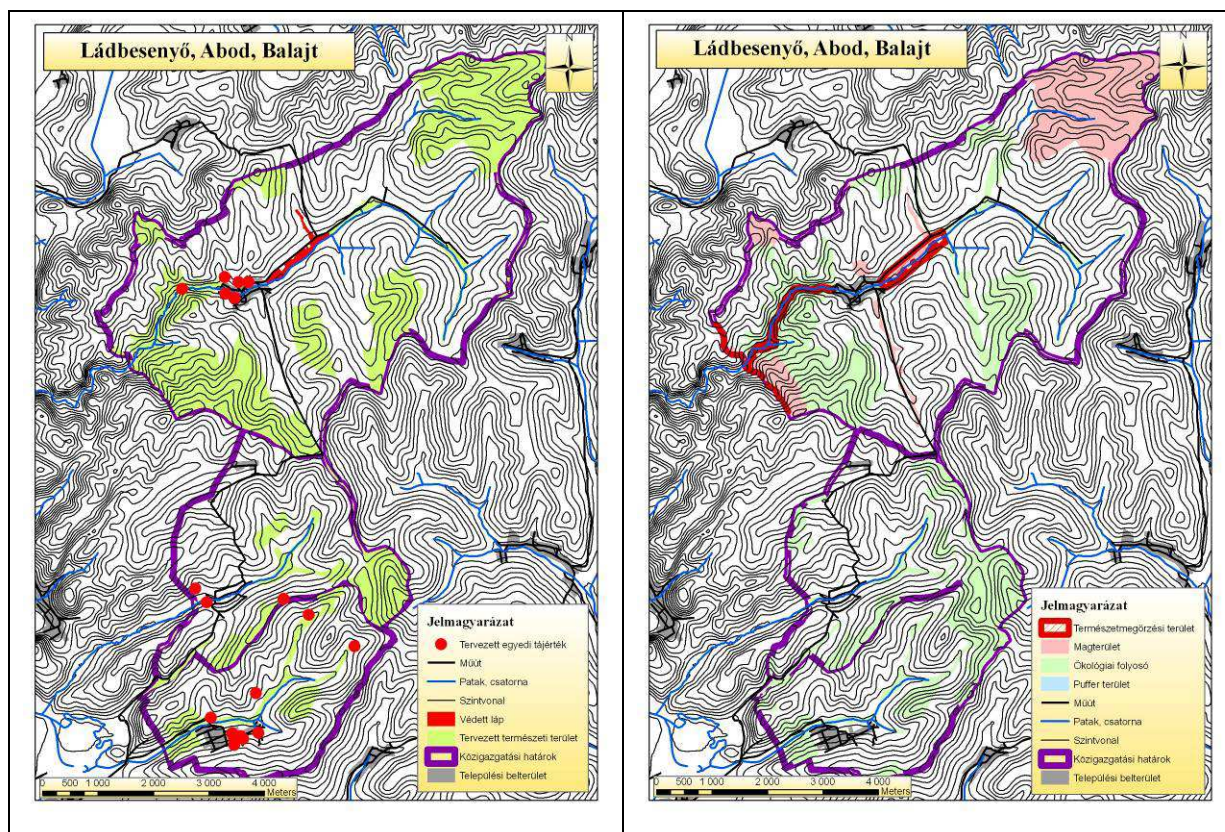 Ládbesenyő, Abod, Balajt
Jelmagyarázat
Tervezett egyedi tájérték
Műút
Patak, csatorna
Szintvonal
Védett láp
Tervezett természeti terület
Közigazgatási határok
Települési belterület
0 500 1 000 2 000 3 000 4 000
Meters
Ládbesenyő, Abod, Balajt
Jelmagyarázat
Természetmegőrzési terület
Magterület
Ökológiai folyosó
Puffer terület
Műút
Patak, csatorna
Szintvonal
Közigazgatási határok
Települési belterület
0 500 1 000 2 000 3 000 4 000
Meters